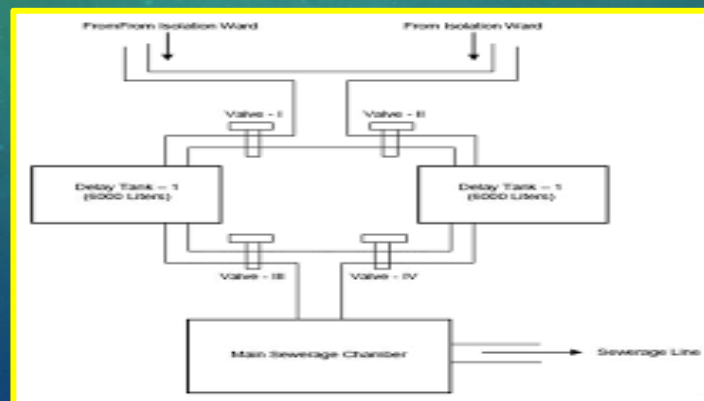 FromFrom Isolation Ward
From Isolation Ward
Valve - I
Valve - II
Delay Tank – 1
(6000 Liters)
Delay Tank – 1
(6000 Liters)
Valve - III
Valve - IV
Main Sewerage Chamber
Sewerage Line